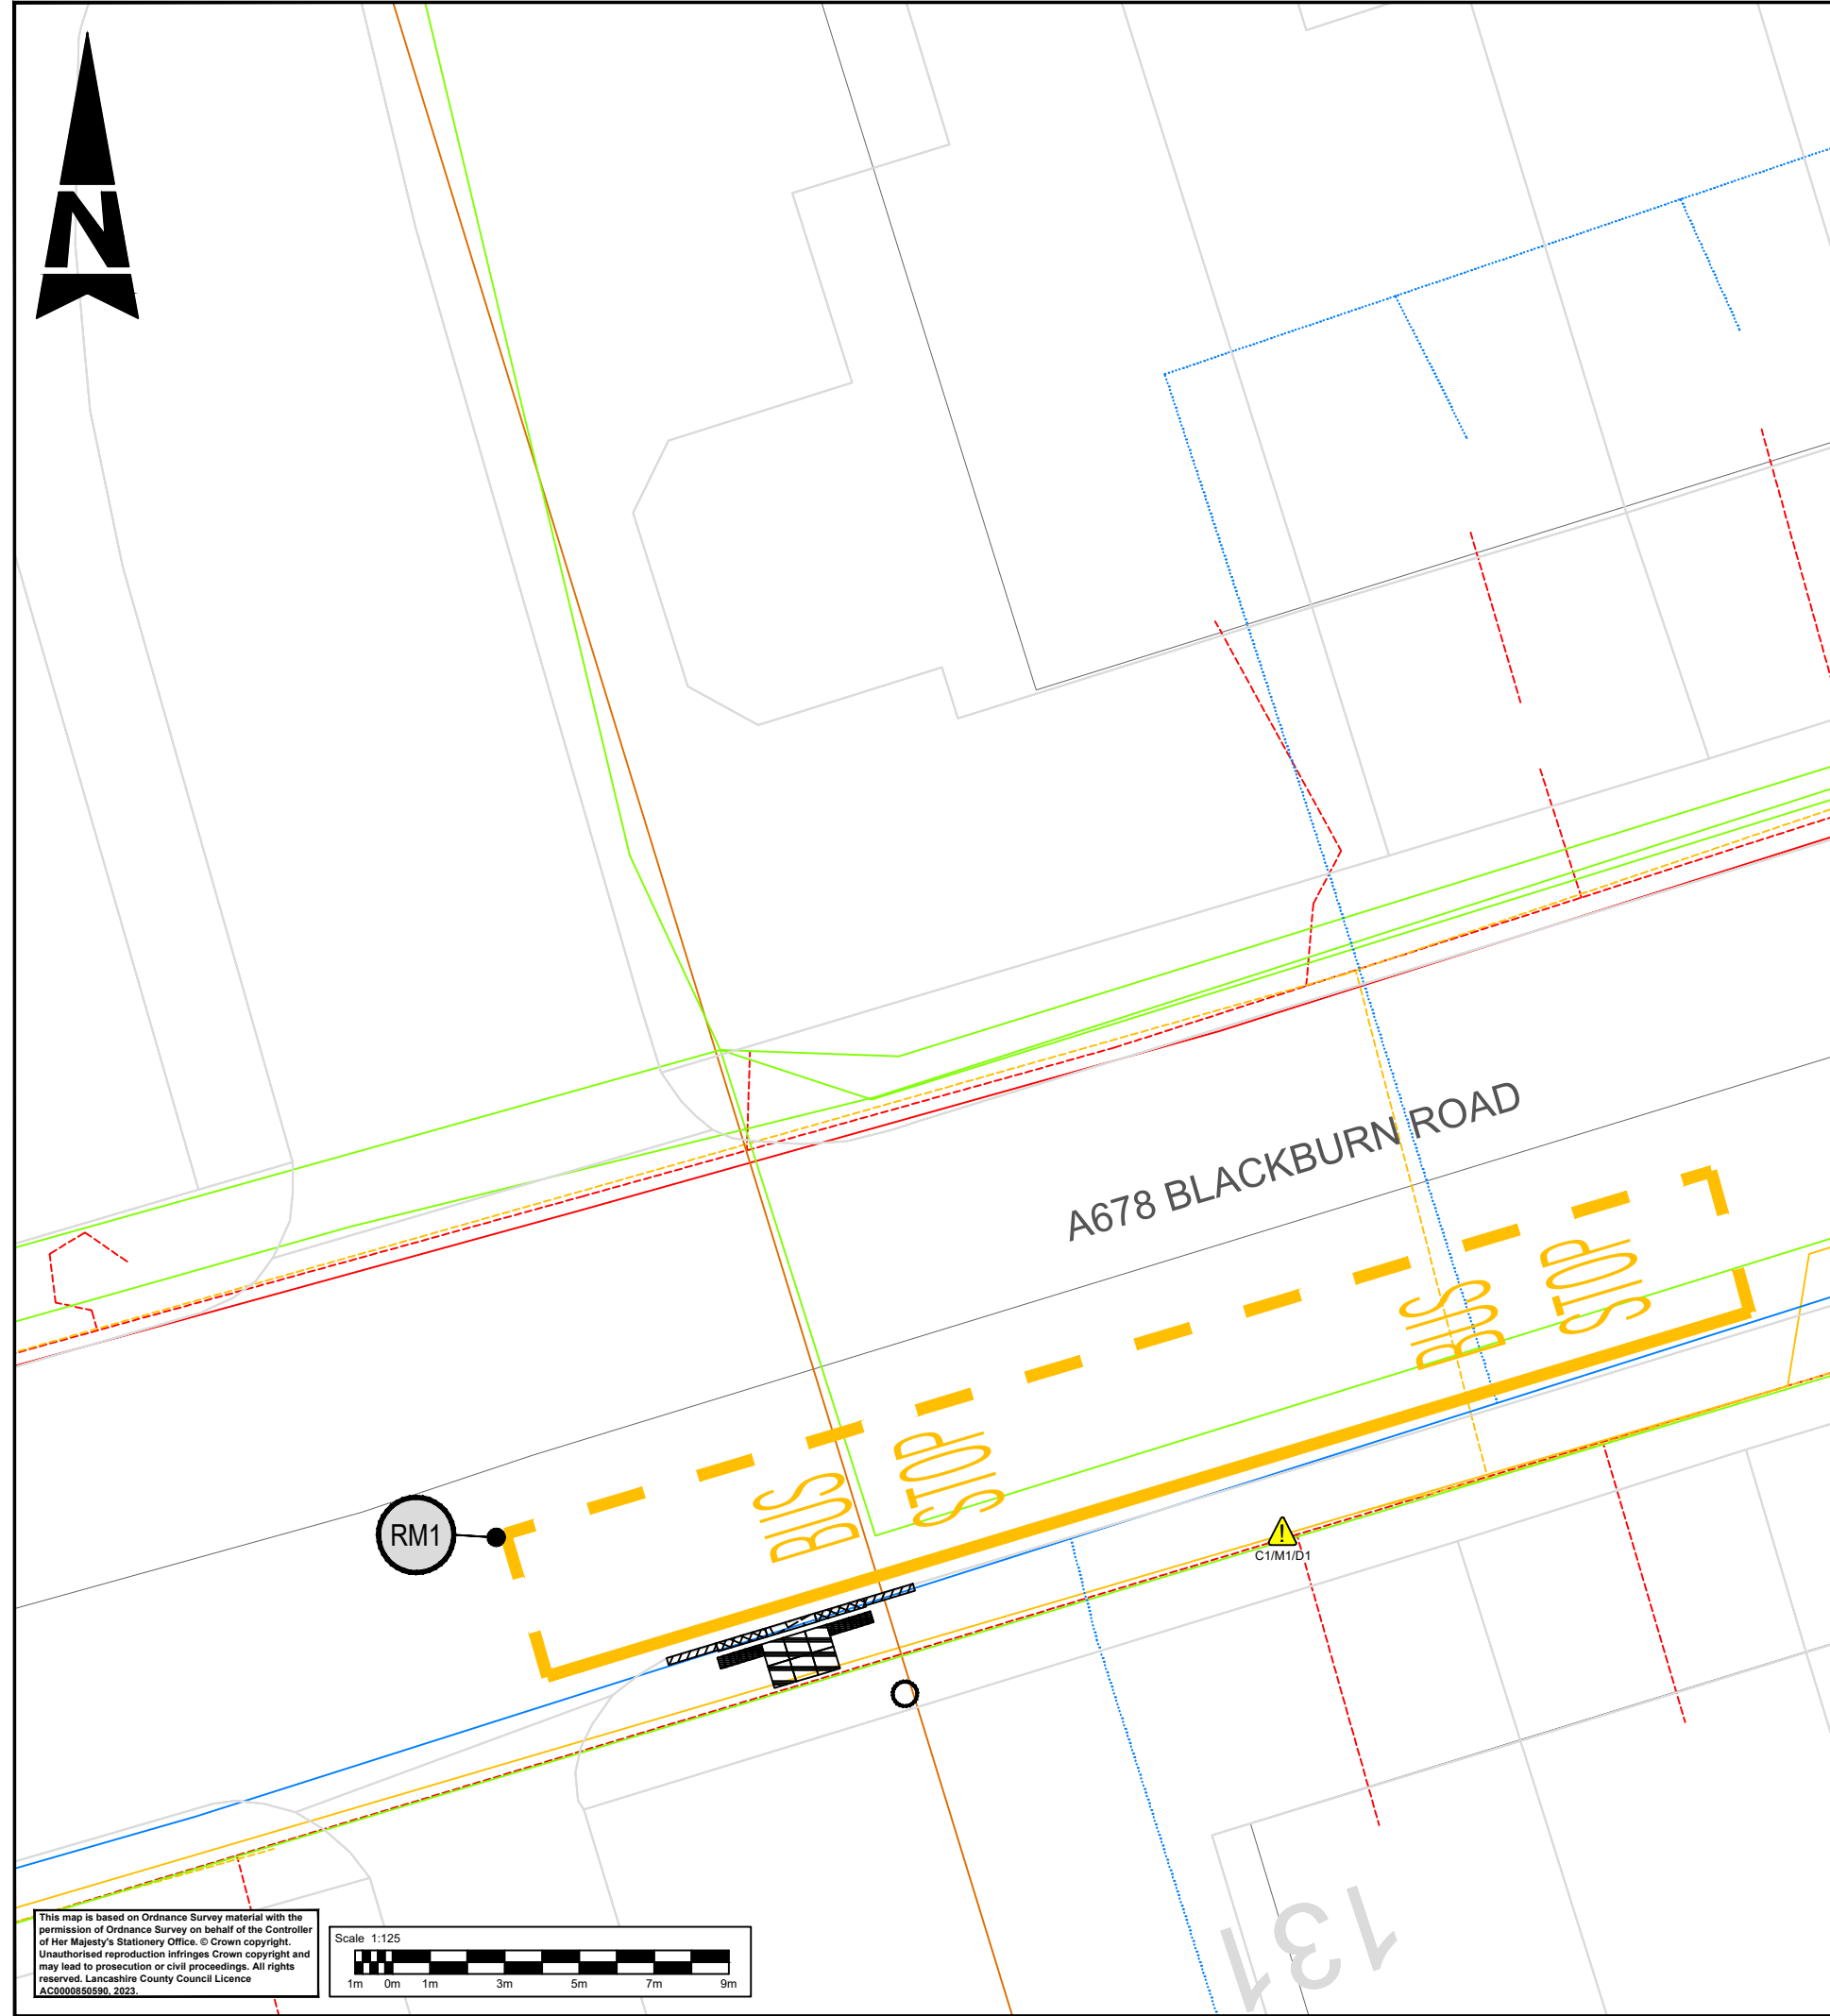 N
A678 BLACKBURN ROAD
BUS
STOP
BUS
STOP
RM1
C1/M1/D1
131
This map is based on Ordnance Survey material with the
permission of Ordnance Survey on behalf of the Controller
of Her Majesty's Stationery Office. © Crown copyright.
Unauthorised reproduction infringes Crown copyright and
may lead to prosecution or civil proceedings. All rights
reserved. Lancashire County Council Licence
AC0000850590, 2023.
Scale 1:125
1m 0m 1m 3m 5m 7m 9m